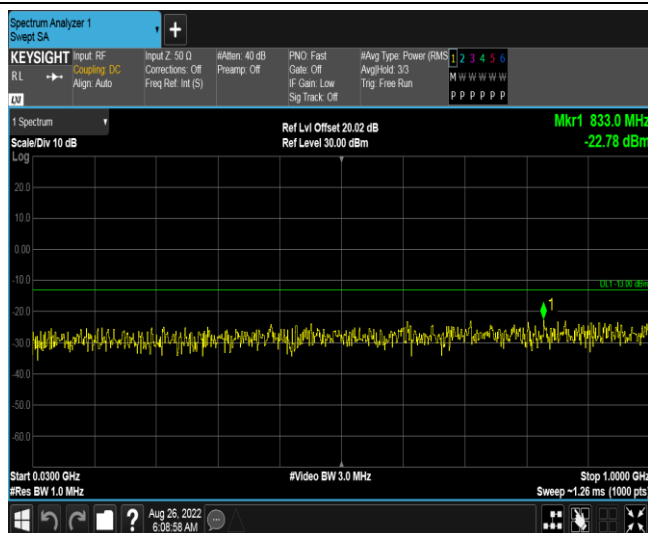 Spectrum Analyzer 1
Swept SA
+
KEYSIGHT
RL
LXI
Input: RF
Coupling: DC
Align: Auto
Input Z: 50 Ω
Corrections: Off
Freq Ref: Int (S)
#Atten: 40 dB
Preamp: Off
PNO: Fast
Gate: Off
IF Gain: Low
Sig Track: Off
#Avg Type: Power (RMS
Avg|Hold: 3/3
Trig: Free Run
1 2 3 4 5 6
M W W W W W
P P P P P P
1 Spectrum
Scale/Div 10 dB
Ref Lvl Offset 20.02 dB
Ref Level 30.00 dBm
Mkr1 833.0 MHz
-22.78 dBm
Log
20.0
10.0
0.00
-10.0
DL1 -13.00 dBm
-20.0
1
-30.0
-40.0
-50.0
-60.0
Start 0.0300 GHz
#Res BW 1.0 MHz
#Video BW 3.0 MHz
Stop 1.0000 GHz
Sweep ~1.26 ms (1000 pts)
?
Aug 26, 2022
6:08:58 AM